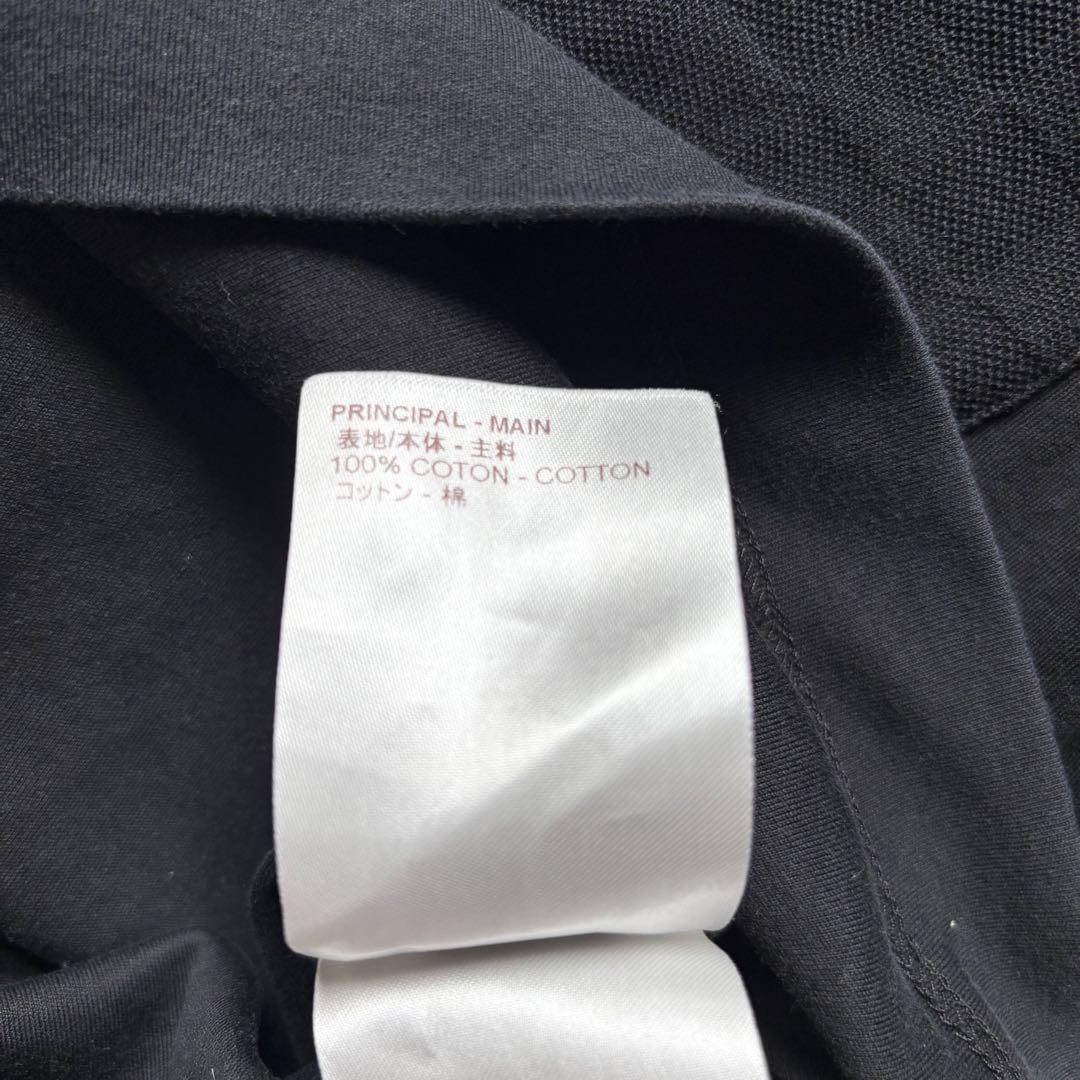 PRINCIPAL - MAIN
表地/本体 - 主料
100% COTON - COTTON
コットン - 棉